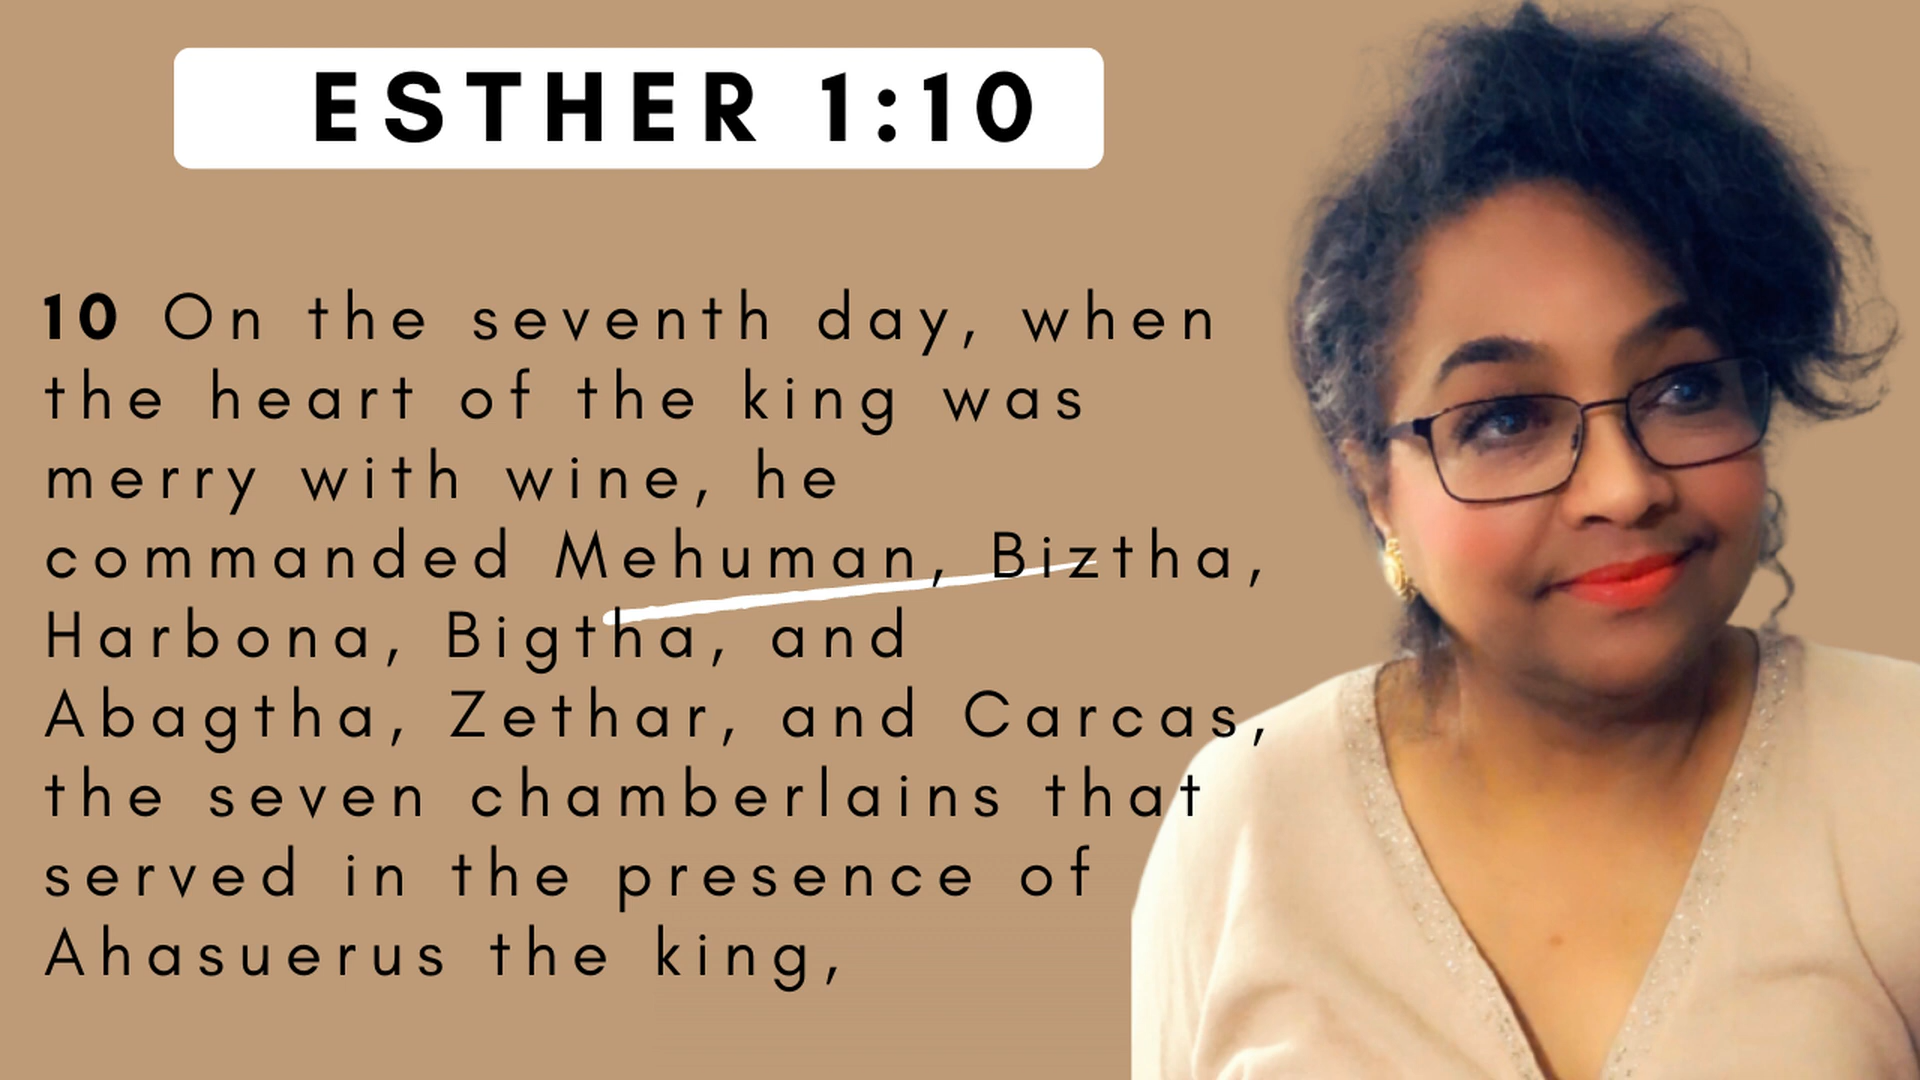 ESTHER 1:10
10 On the seventh day, when
the heart of the king was
merry with wine, he
commanded Mehuman, Biztha,
Harbona, Bigtha, and
Abagtha, Zethar, and Carcas,
the seven chamberlains that
served in the presence of
Ahasuerus the king,